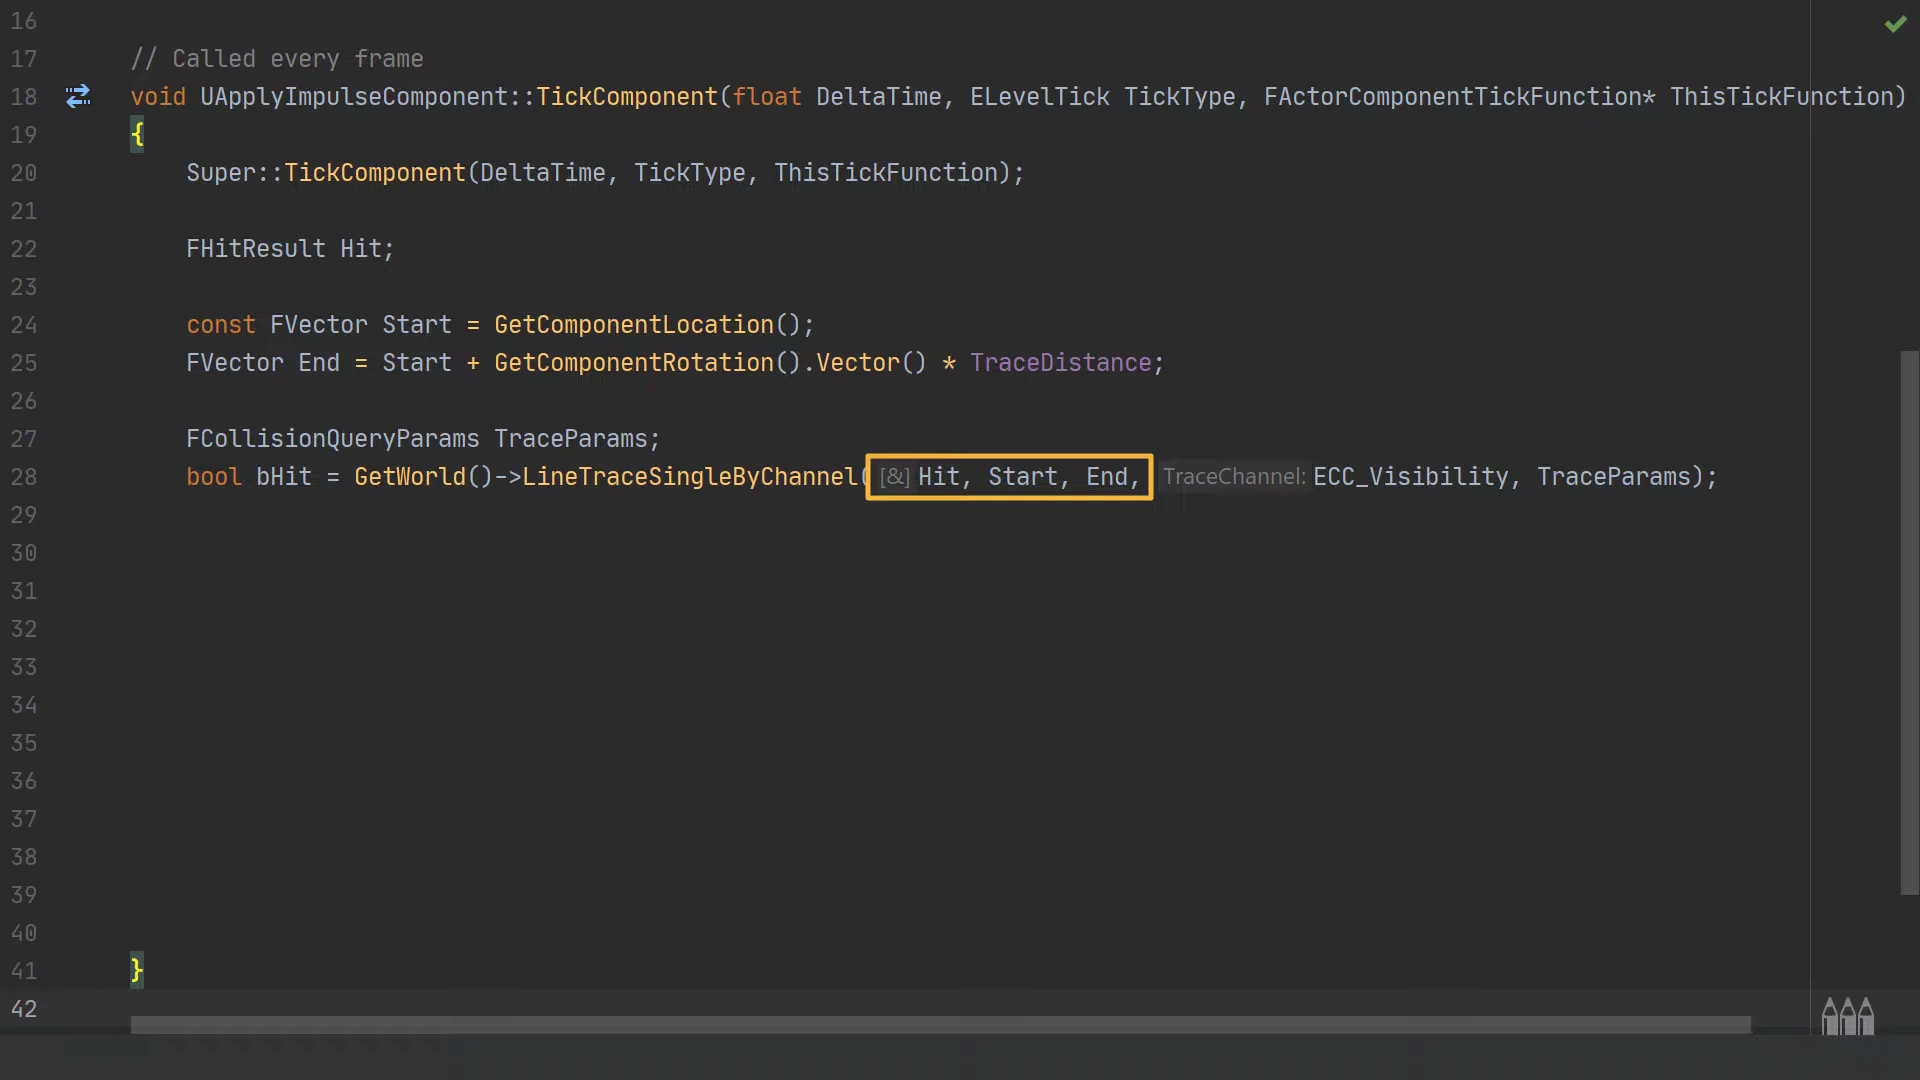 16
17 // Called every frame
18 void UApplyImpulseComponent::TickComponent(float DeltaTime, ELevelTick TickType, FActorComponentTickFunction* ThisTickFunction)
19 {
20 Super::TickComponent(DeltaTime, TickType, ThisTickFunction);
21
22 FHitResult Hit;
23
24 const FVector Start = GetComponentLocation();
25 FVector End = Start + GetComponentRotation().Vector() * TraceDistance;
26
27 FCollisionQueryParams TraceParams;
28 bool bHit = GetWorld()->LineTraceSingleByChannel([&]Hit, Start, End, TraceChannel:ECC_Visibility, TraceParams);
29
30
31
32
33
34
35
36
37
38
39
40
41 }
42